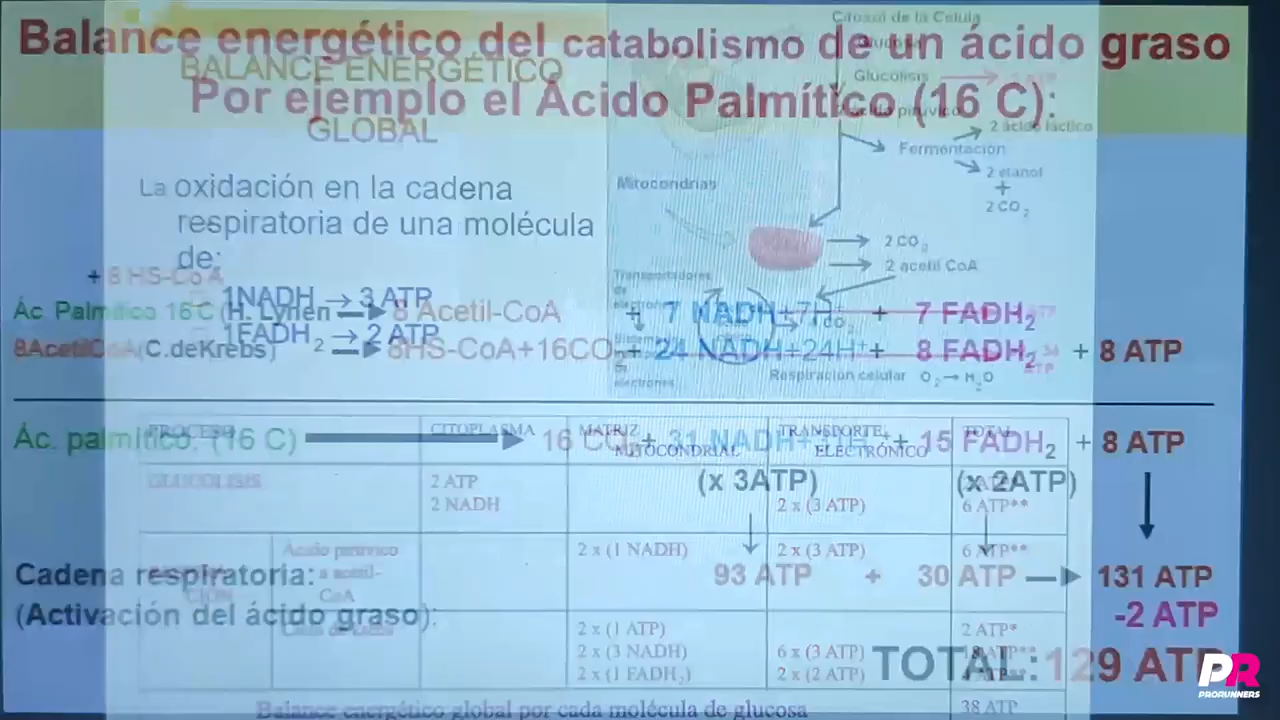 Balance energético del catabolismo de un ácido graso
Por ejemplo el Ácido Palmítico (16 C):
BALANCE ENERGÉTICO
GLOBAL
La oxidación en la cadena
respiratoria de una molécula
de:
1NADH → 3 ATP
1FADH₂ → 2 ATP
Citosol de la Celula
Glucolisis
Fermentación
2 ácido láctico
2 etanol
+
2 CO₂
Mitocondrias
2 CO₂
2 acetil CoA
Transportadores
de
electrones
Respiración celular O₂→H₂O
+ 8 HS-CoA
Ác. Palmítico 16 C (H. Lynen → 8 Acetil-CoA + 7 NADH+7H⁺ + 7 FADH₂
8AcetilCoA (C.deKrebs) → 8HS-CoA+16CO₂ + 24 NADH+24H⁺ + 8 FADH₂ + 8 ATP
Ác. palmítico. (16 C) → 16 CO₂ + 31 NADH+31H⁺ + 15 FADH₂ + 8 ATP
(x 3ATP) (x 2ATP)
Cadena respiratoria: 93 ATP + 30 ATP → 131 ATP
(Activación del ácido graso): -2 ATP
TOTAL: 129 ATP
PROCESO CITOPLASMA MATRIZ MITOCONDRIAL TRANSPORTE ELECTRÓNICO TOTAL
GLUCÓLISIS 2 ATP
2 NADH 2 x (3 ATP) 6 ATP**
Ácido pirúvico
a acetil-
CoA 2 x (1 NADH) 2 x (3 ATP) 6 ATP**
2 x (1 ATP) 2 ATP*
2 x (3 NADH) 6 x (3 ATP)
2 x (1 FADH₂) 2 x (2 ATP)
Balance energético global por cada molécula de glucosa 38 ATP
PR
PRORUNNERS